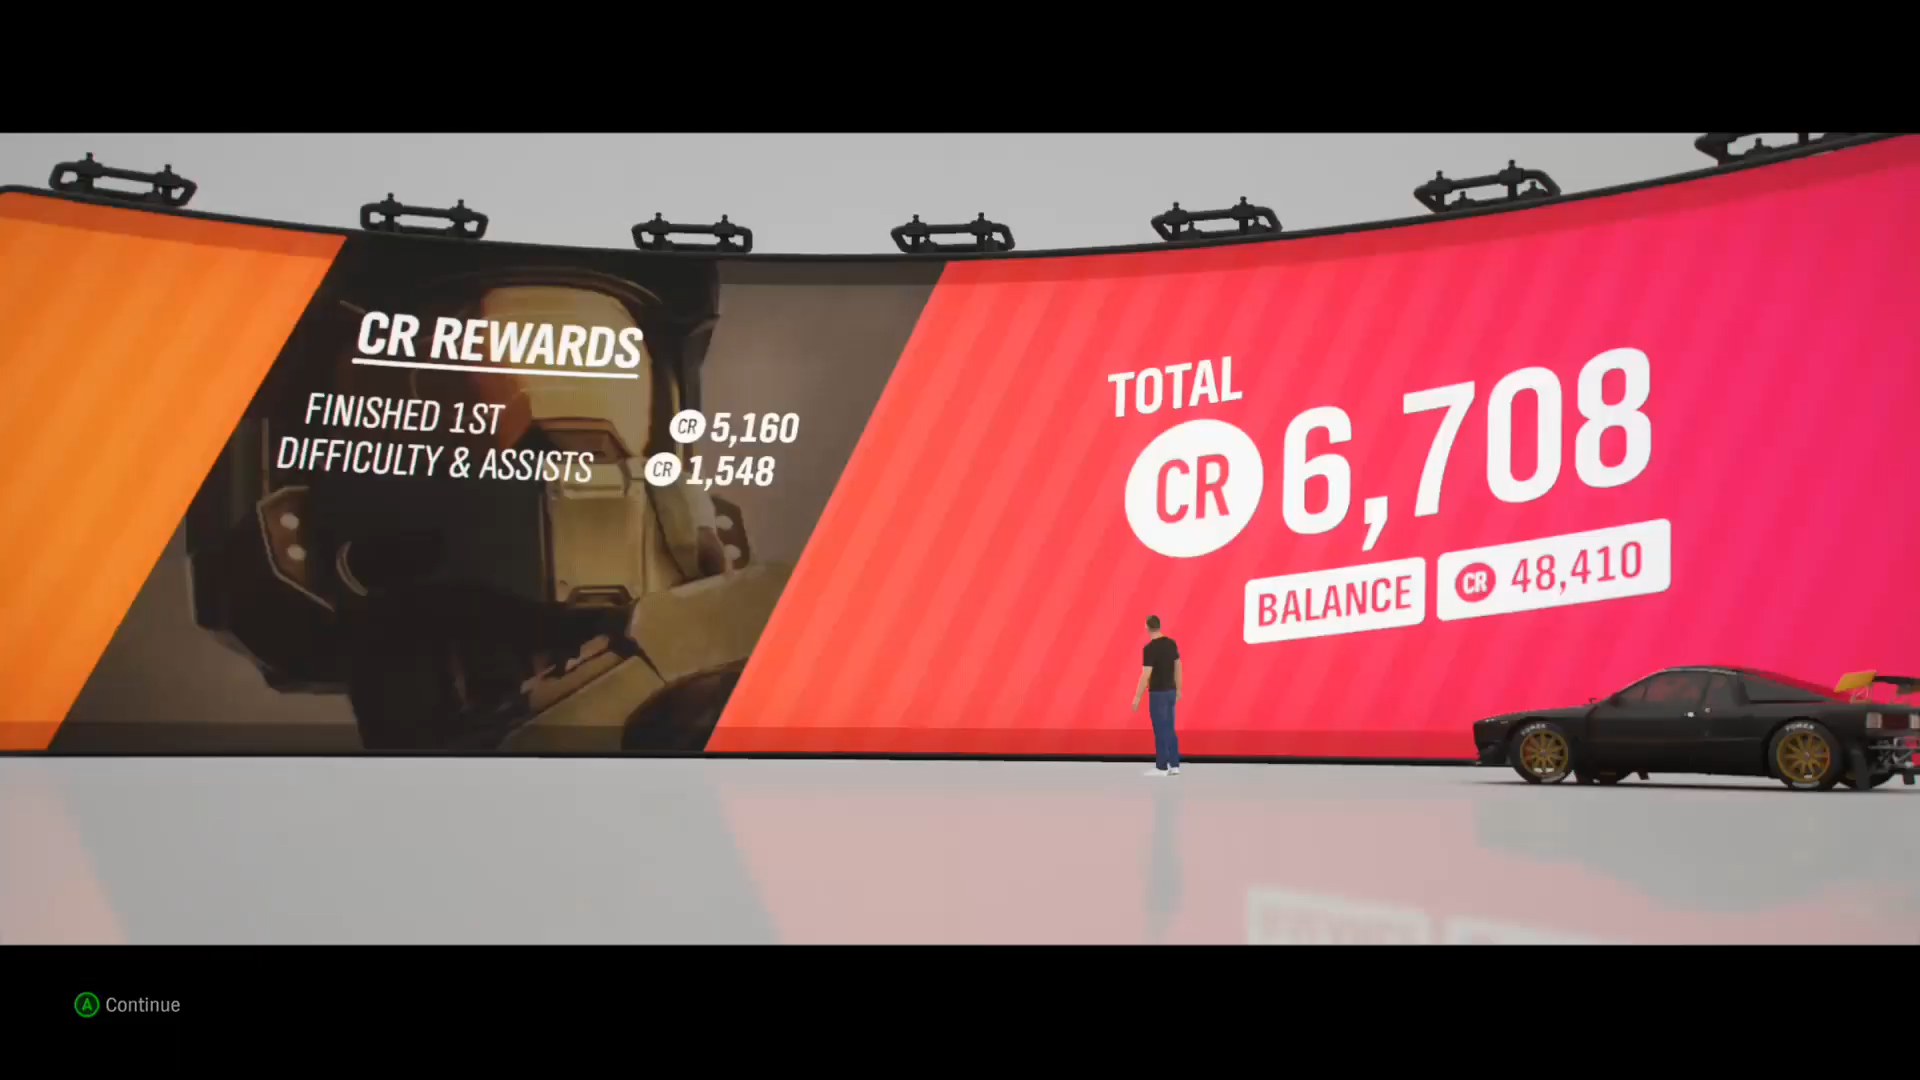 CR REWARDS
FINISHED 1ST CR 5,160
DIFFICULTY & ASSISTS CR 1,548
TOTAL
CR 6,708
BALANCE CR 48,410
A Continue